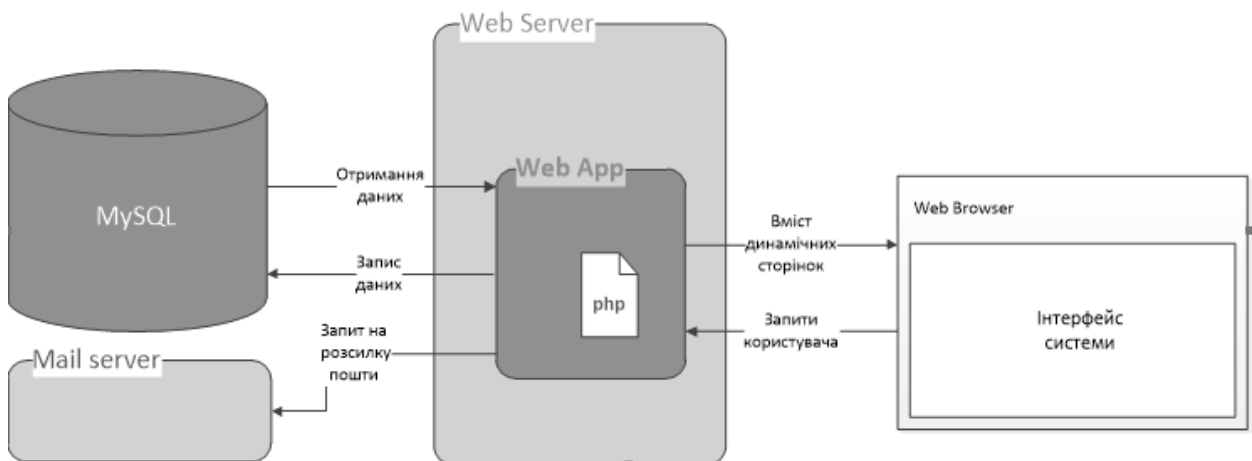 Web Server
Web App
MySQL
Отримання
даних
Запис
даних
Запит на
розсилку
пошти
Mail server
php
Вміст
динамічних
сторінок
Запити
користувача
Web Browser
Інтерфейс
системи